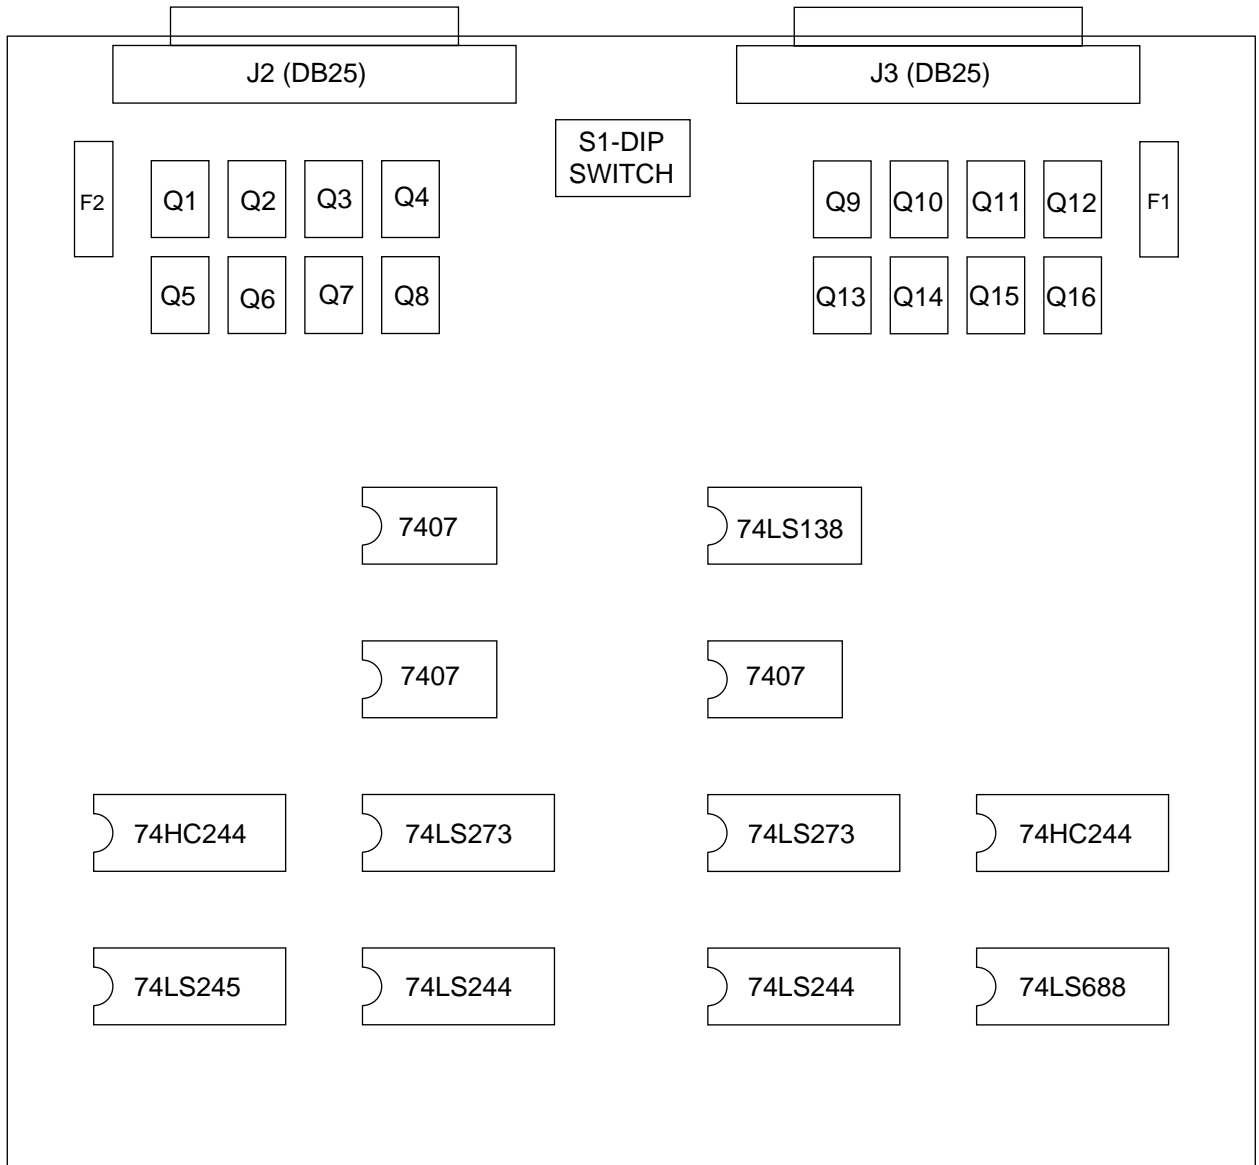 J2 (DB25)
J3 (DB25)
S1-DIP
SWITCH
F2
Q1
Q2
Q3
Q4
Q9
Q10
Q11
Q12
F1
Q5
Q6
Q7
Q8
Q13
Q14
Q15
Q16
7407
74LS138
7407
7407
74HC244
74LS273
74LS273
74HC244
74LS245
74LS244
74LS244
74LS688